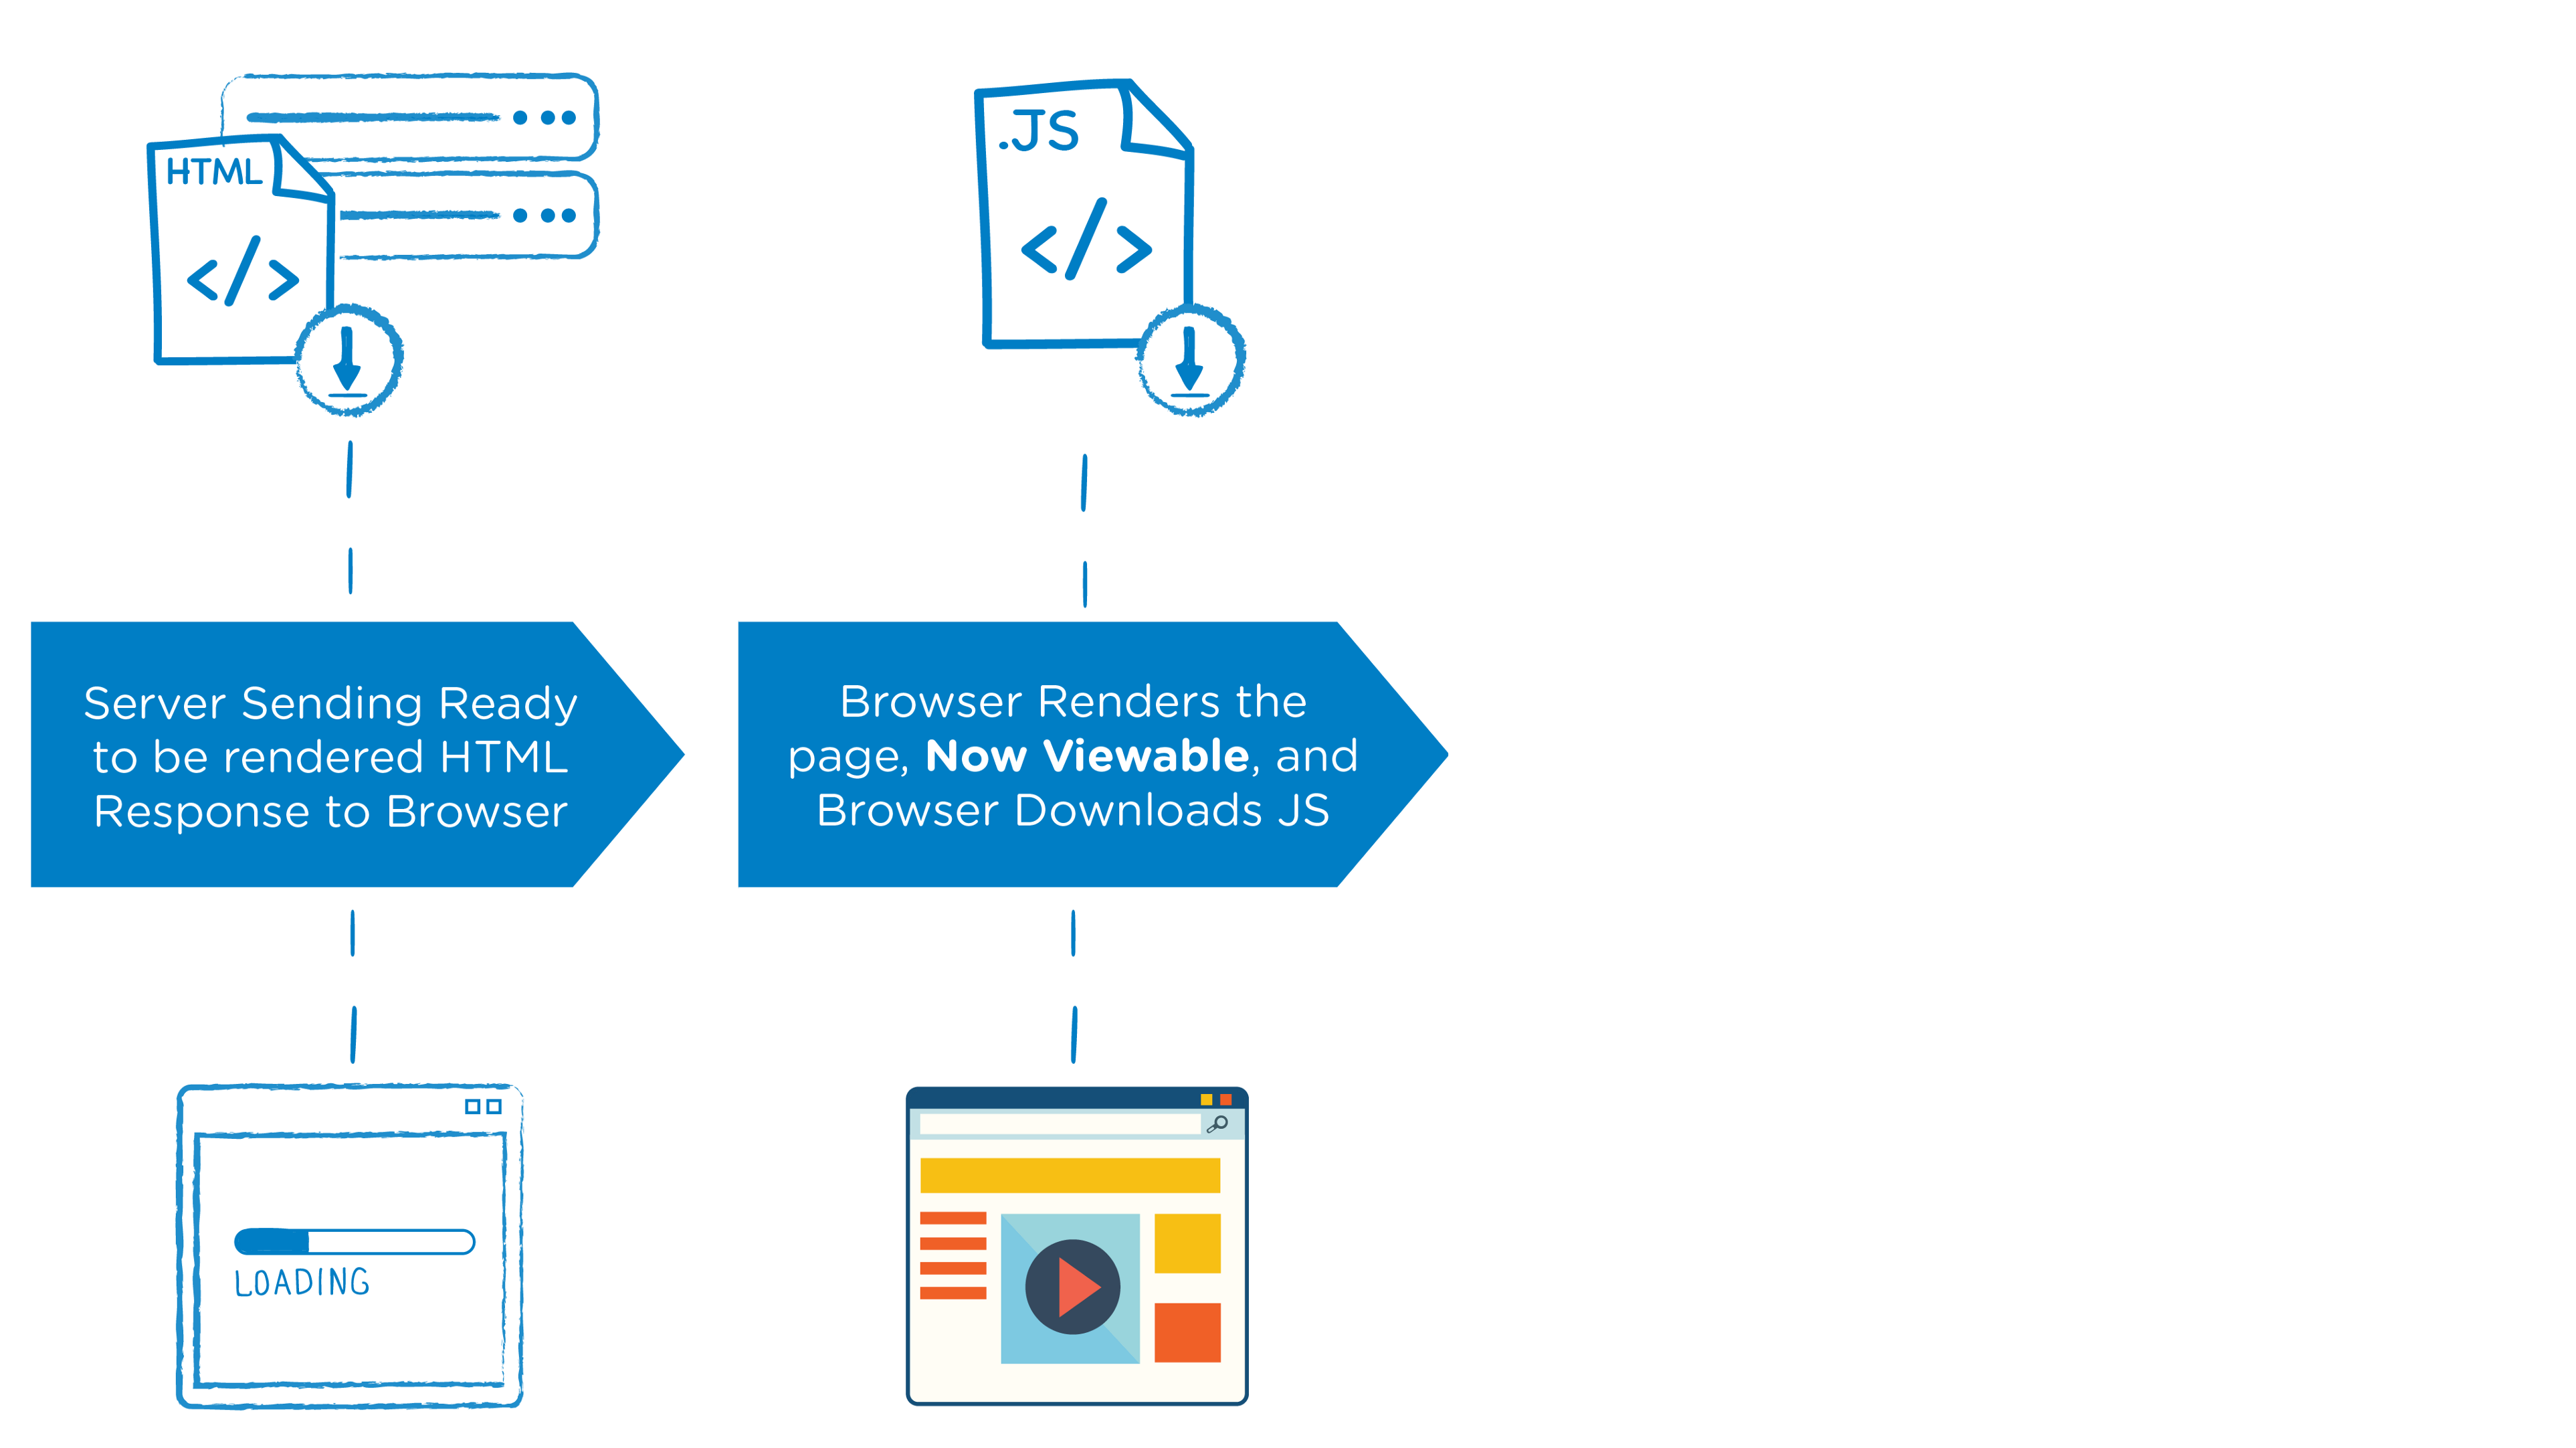 HTML
</>
.JS
</>
Server Sending Ready
to be rendered HTML
Response to Browser
Browser Renders the
page, Now Viewable, and
Browser Downloads JS
LOADING